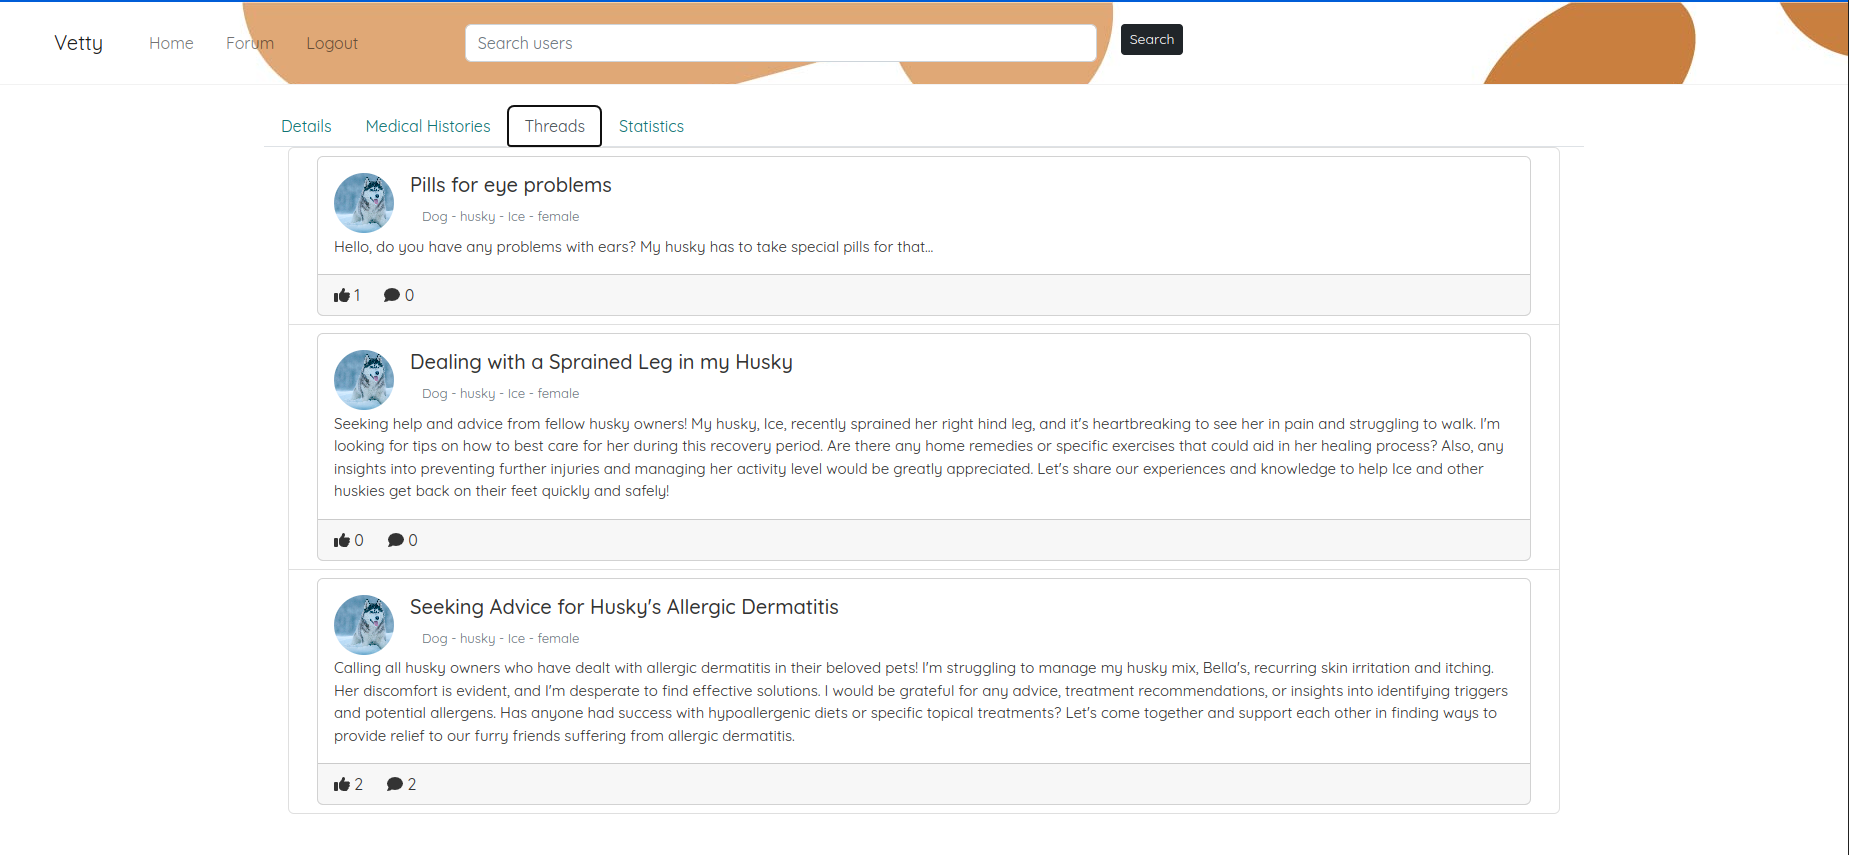 Vetty Home Forum Logout Search users Search
Details Medical Histories Threads Statistics
Pills for eye problems
Dog - husky - Ice - female
Hello, do you have any problems with ears? My husky has to take special pills for that...
1 0
Dealing with a Sprained Leg in my Husky
Dog - husky - Ice - female
Seeking help and advice from fellow husky owners! My husky, Ice, recently sprained her right hind leg, and it's heartbreaking to see her in pain and struggling to walk. I'm
looking for tips on how to best care for her during this recovery period. Are there any home remedies or specific exercises that could aid in her healing process? Also, any
insights into preventing further injuries and managing her activity level would be greatly appreciated. Let's share our experiences and knowledge to help Ice and other
huskies get back on their feet quickly and safely!
0 0
Seeking Advice for Husky's Allergic Dermatitis
Dog - husky - Ice - female
Calling all husky owners who have dealt with allergic dermatitis in their beloved pets! I'm struggling to manage my husky mix, Bella's, recurring skin irritation and itching.
Her discomfort is evident, and I'm desperate to find effective solutions. I would be grateful for any advice, treatment recommendations, or insights into identifying triggers
and potential allergens. Has anyone had success with hypoallergenic diets or specific topical treatments? Let's come together and support each other in finding ways to
provide relief to our furry friends suffering from allergic dermatitis.
2 2